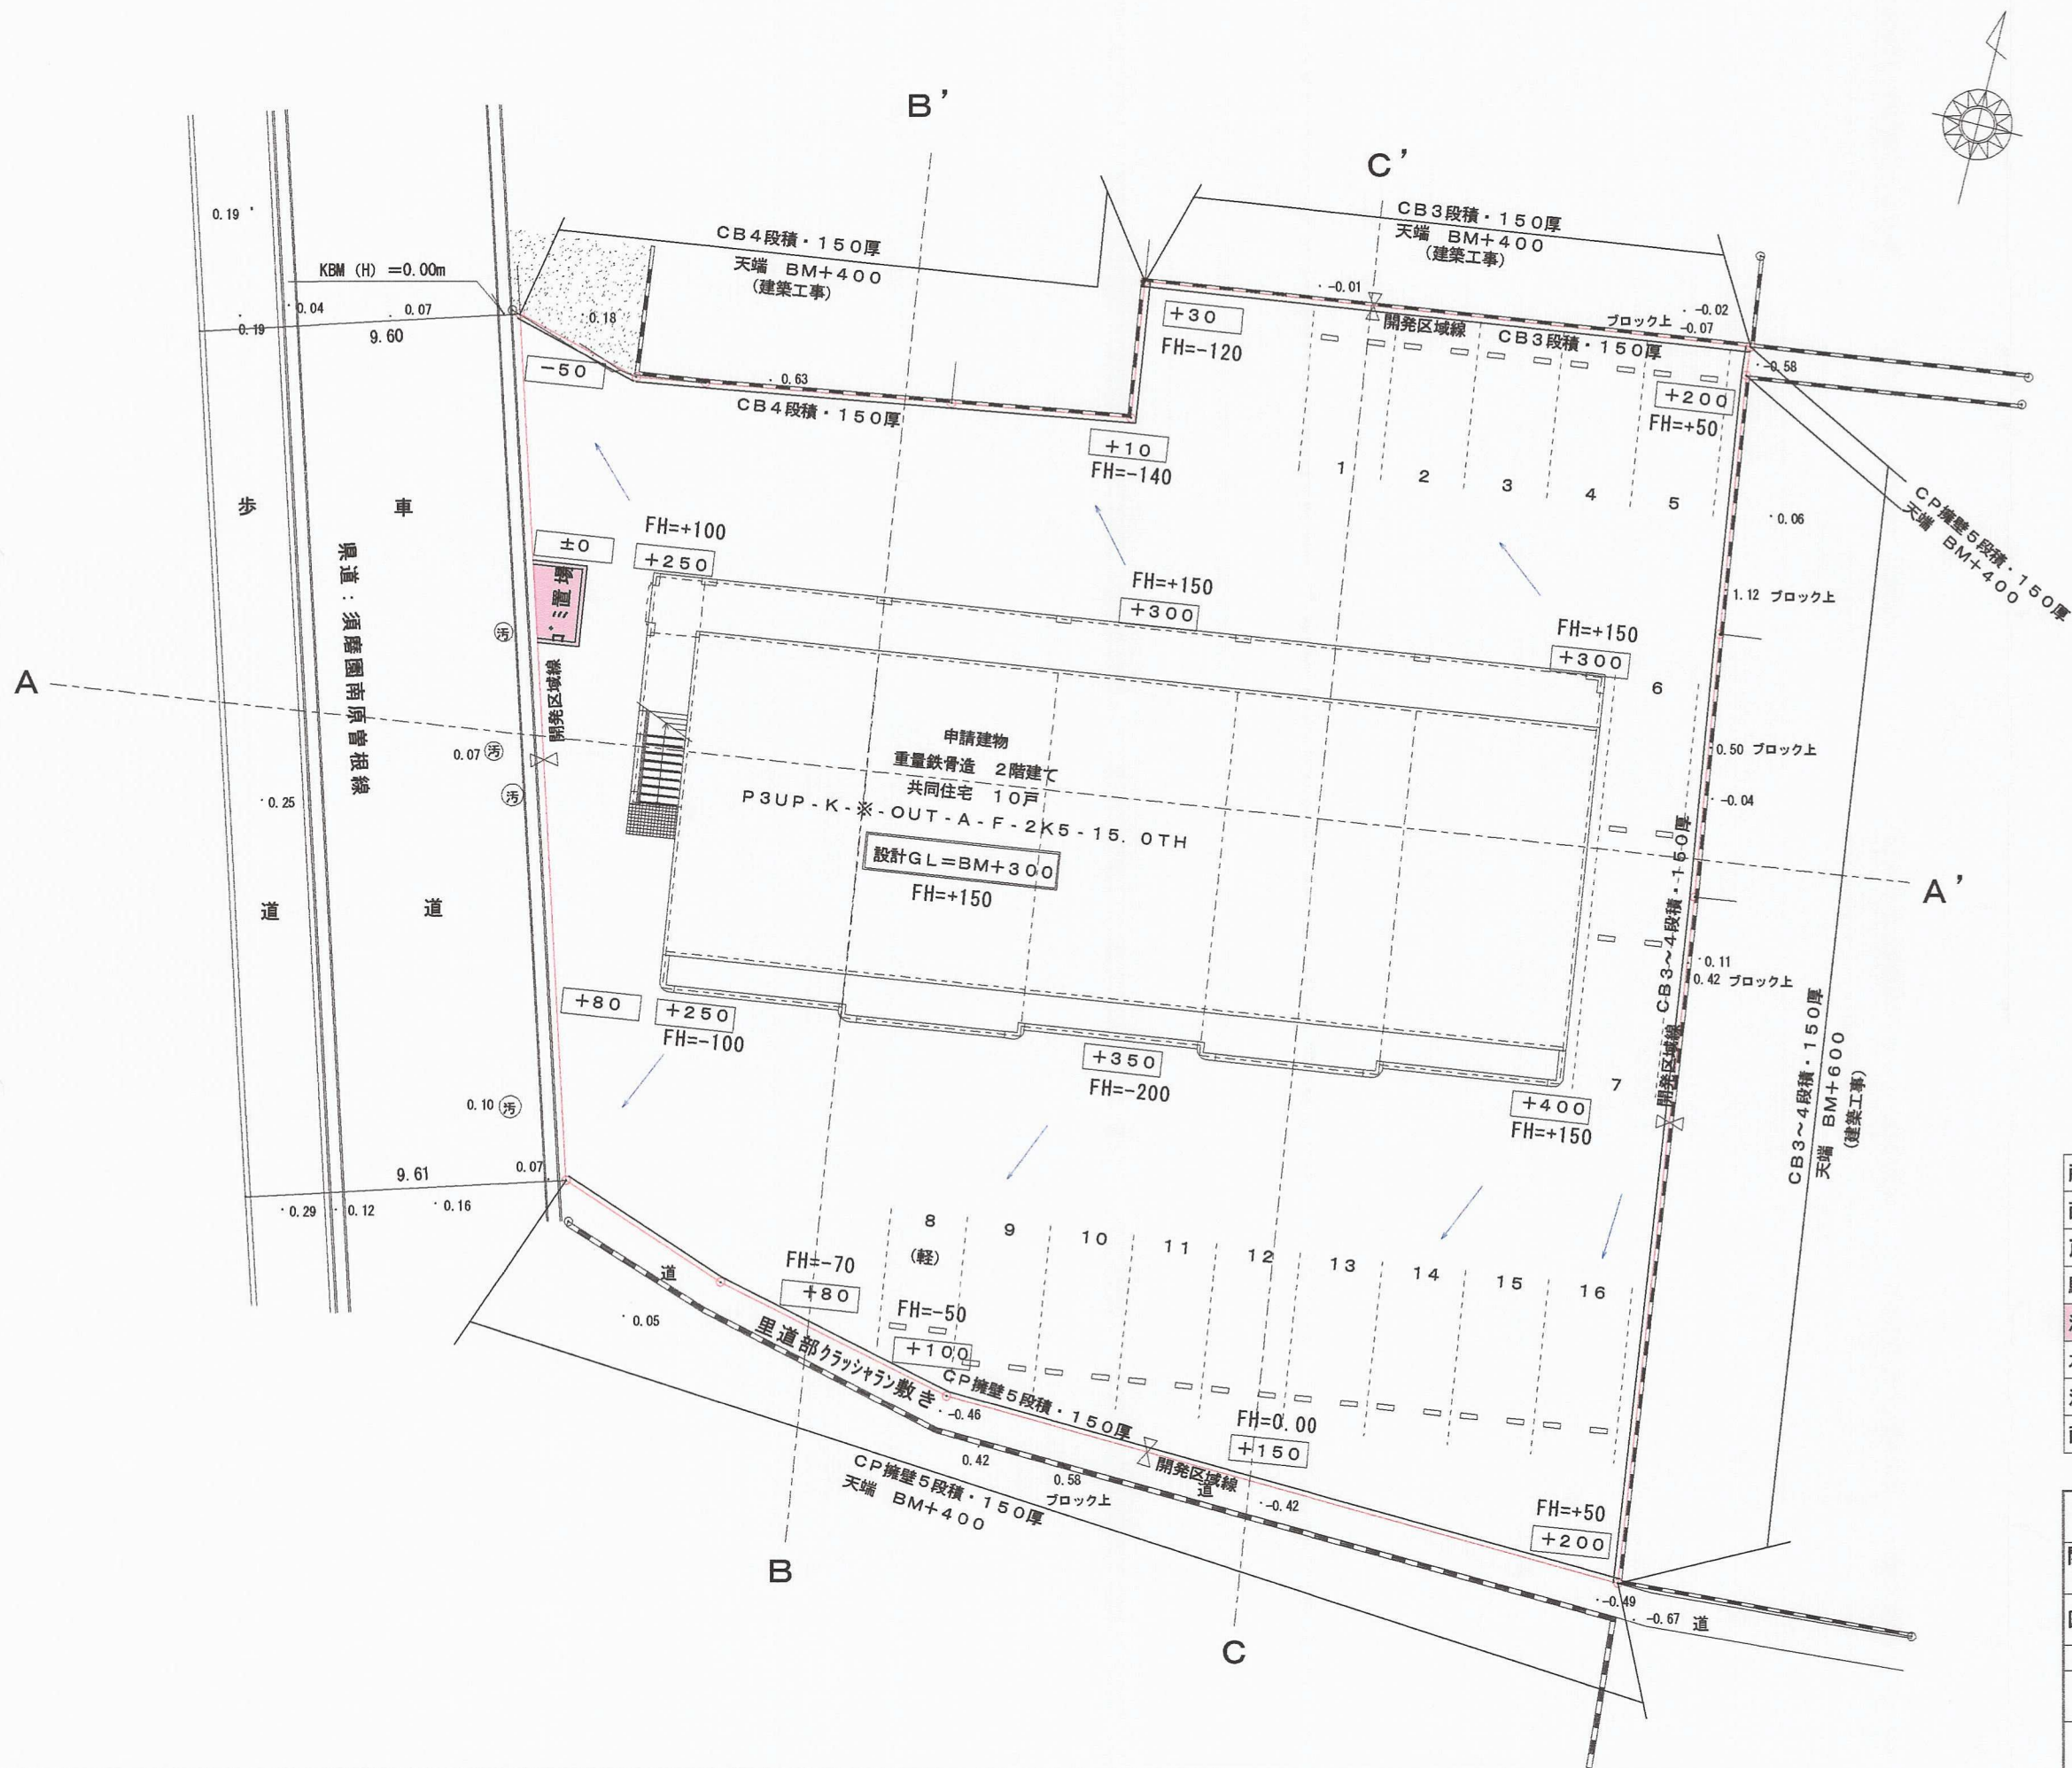 B’
C’
CB3段積・150厚
天端 BM+400
(建築工事)
CB4段積・150厚
天端 BM+400
(建築工事)
0.19
KBM (H) =0.00m
0.04
0.07
0.19
9.60
0.18
-0.01
-0.02
ブロック上
-0.07
+30
FH=-120
開発区域線
CB3段積・150厚
-0.58
-50
0.63
CB4段積・150厚
+200
FH=+50
+10
FH=-140
1
2
3
4
5
CP擁壁5段積・150厚
天端 BM+400
0.06
歩
車
県道：須磨園南原曽根線
FH=+100
±0
+250
ゴミ置場
FH=+150
+300
1.12 ブロック上
FH=+150
+300
6
汚
A
開発区域線
0.07 汚
汚
0.25
申請建物
重量鉄骨造 2階建て
共同住宅 10戸
P3UP-K-※-OUT-A-F-2K5-15.0TH
設計GL=BM+300
FH=+150
0.50 ブロック上
-0.04
A’
CB3～4段積・150厚
道
道
0.11
0.42 ブロック上
+80
+250
FH=-100
+350
FH=-200
+400
FH=+150
7
開発区域線
CB3～4段積・150厚
天端 BM+600
(建築工事)
0.10 汚
9.61
0.07
0.29
0.12
0.16
8
(軽)
9
10
11
12
13
14
15
16
FH=-70
+80
道
0.05
FH=-50
+100
里道部クラッシャラン敷き
CP擁壁5段積・150厚
-0.46
FH=0.00
+150
0.42
0.58
ブロック上
開発区域線
道
-0.42
CP擁壁5段積・150厚
天端 BM+400
FH=+50
+200
B
C
-0.49
-0.67 道